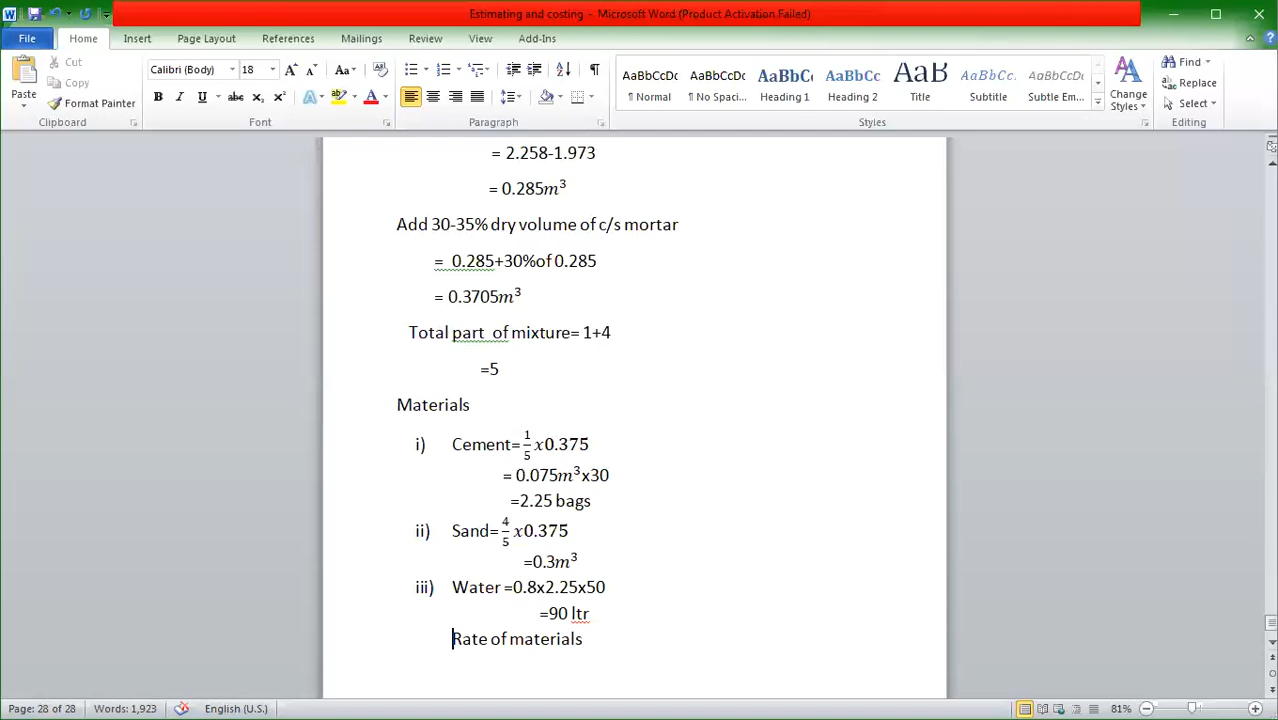 Estimating and costing - Microsoft Word (Product Activation Failed)
File Home Insert Page Layout References Mailings Review View Add-Ins
Paste
Cut
Copy
Format Painter
Clipboard
Calibri (Body) 18
Font
Paragraph
AaBbCcDc AaBbCcDc AaBbCc AaBbCc AaB AaBbCcI AaBbCcDc
¶ Normal ¶ No Spaci... Heading 1 Heading 2 Title Subtitle Subtle Em...
Change Styles
Styles
Find
Replace
Select
Editing
= 2.258-1.973
= 0.285m³
Add 30-35% dry volume of c/s mortar
= 0.285+30%of 0.285
= 0.3705m³
Total part of mixture= 1+4
=5
Materials
i) Cement= 1/5 x0.375
= 0.075m³x30
=2.25 bags
ii) Sand= 4/5 x0.375
=0.3m³
iii) Water =0.8x2.25x50
=90 ltr
Rate of materials
Page: 28 of 28 Words: 1,923 English (U.S.) 81%